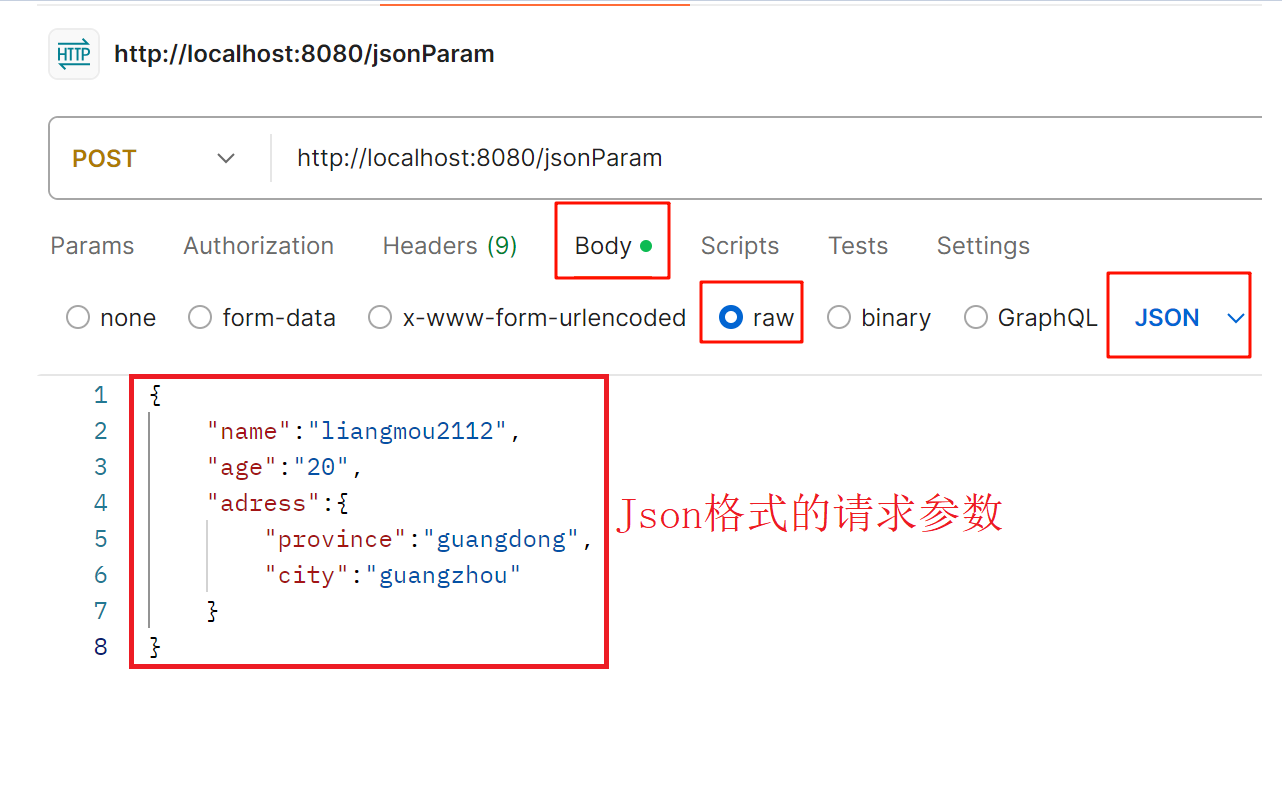 HTTP http://localhost:8080/jsonParam
POST http://localhost:8080/jsonParam
Params Authorization Headers (9) Body Scripts Tests Settings
none form-data x-www-form-urlencoded raw binary GraphQL JSON
1 {
2 "name":"liangmou2112",
3 "age":"20",
4 "adress":{
Json格式的请求参数
5 "province":"guangdong",
6 "city":"guangzhou"
7 }
8 }